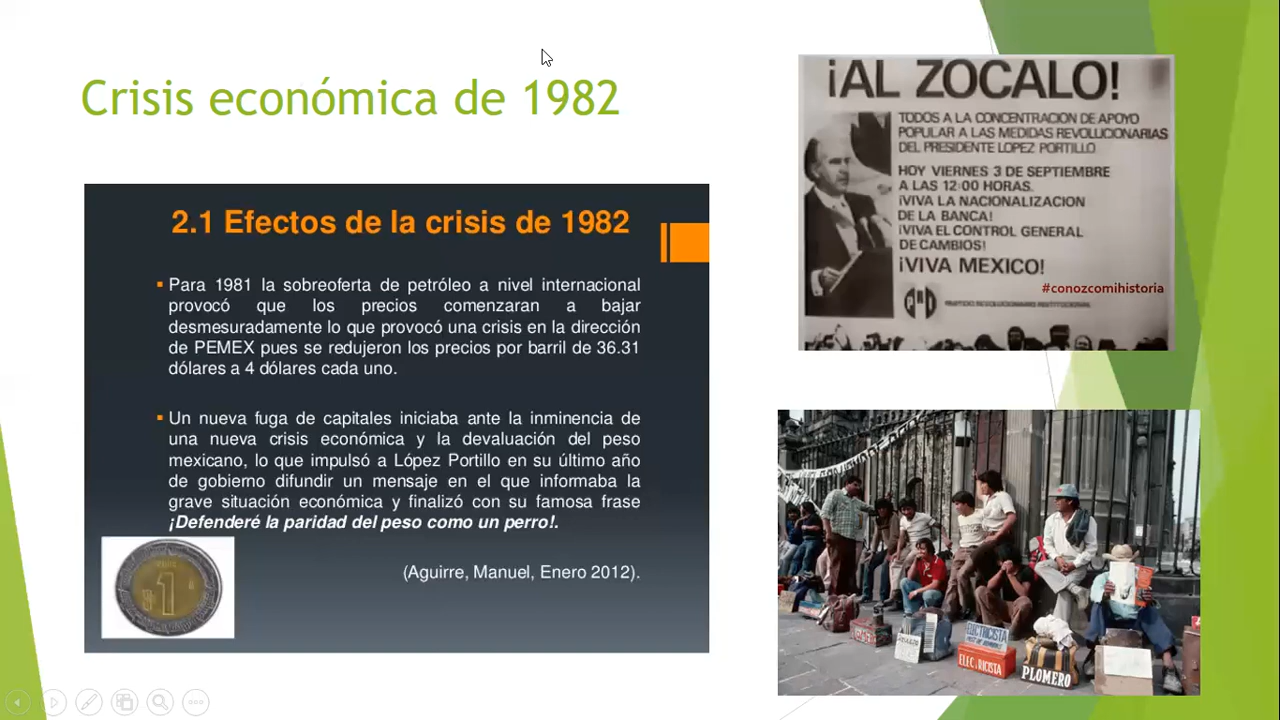 Crisis económica de 1982
2.1 Efectos de la crisis de 1982
▪ Para 1981 la sobreoferta de petróleo a nivel internacional
provocó que los precios comenzaran a bajar
desmesuradamente lo que provocó una crisis en la dirección
de PEMEX pues se redujeron los precios por barril de 36.31
dólares a 4 dólares cada uno.
▪ Un nueva fuga de capitales iniciaba ante la inminencia de
una nueva crisis económica y la devaluación del peso
mexicano, lo que impulsó a López Portillo en su último año
de gobierno difundir un mensaje en el que informaba la
grave situación económica y finalizó con su famosa frase
¡Defenderé la paridad del peso como un perro!.
(Aguirre, Manuel, Enero 2012).
1
¡AL ZOCALO!
TODOS A LA CONCENTRACION DE APOYO
POPULAR A LAS MEDIDAS REVOLUCIONARIAS
DEL PRESIDENTE LOPEZ PORTILLO
HOY VIERNES 3 DE SEPTIEMBRE
A LAS 12:00 HORAS.
¡VIVA LA NACIONALIZACION
DE LA BANCA!
¡VIVA EL CONTROL GENERAL
DE CAMBIOS!
¡VIVA MEXICO!
#conozcomihistoria
PRI
PARTIDO REVOLUCIONARIO INSTITUCIONAL
ELECTRICISTA
ELECTRICISTA
PLOMERO